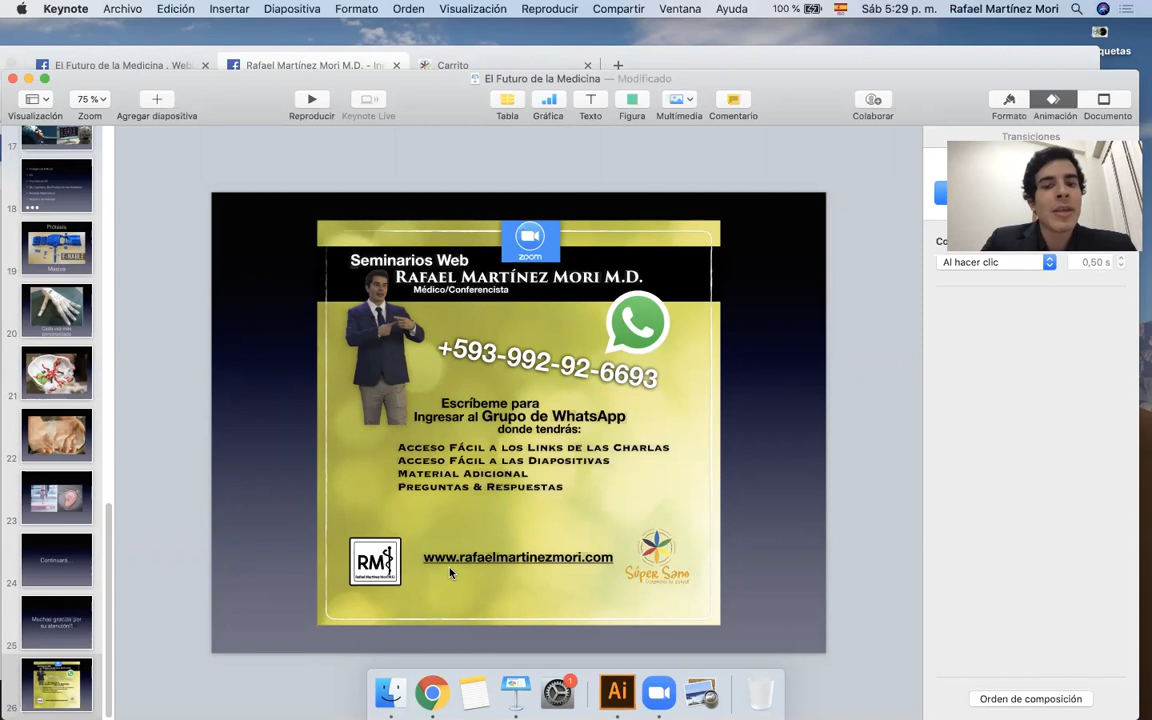 Keynote Archivo Edición Insertar Diapositiva Formato Orden Visualización Reproducir Compartir Ventana Ayuda 100 % Sáb 5:29 p. m. Rafael Martínez Mori
El Futuro de la Medicina . Web Rafael Martínez Mori M.D. - In Carrito
quetas
El Futuro de la Medicina — Modificado
75 %
Visualización Zoom Agregar diapositiva Reproducir Keynote Live Tabla Gráfica Texto Figura Multimedia Comentario Colaborar Formato Animación Documento
Transiciones
Al hacer clic 0,50 s
17
18
Prótasis
E-NABLE
19
20
21
22
23
Continuará...
24
Muchas gracias por
su atención!!
25
26
zoom
Seminarios Web
RAFAEL MARTÍNEZ MORI M.D.
Médico/Conferencista
+593-992-92-6693
Escríbeme para
Ingresar al Grupo de WhatsApp
donde tendrás:
ACCESO FÁCIL A LOS LINKS DE LAS CHARLAS
ACCESO FÁCIL A LAS DIAPOSITIVAS
MATERIAL ADICIONAL
PREGUNTAS & RESPUESTAS
RM
www.rafaelmartinezmori.com
Súper Sano
Orden de composición
1
Ai